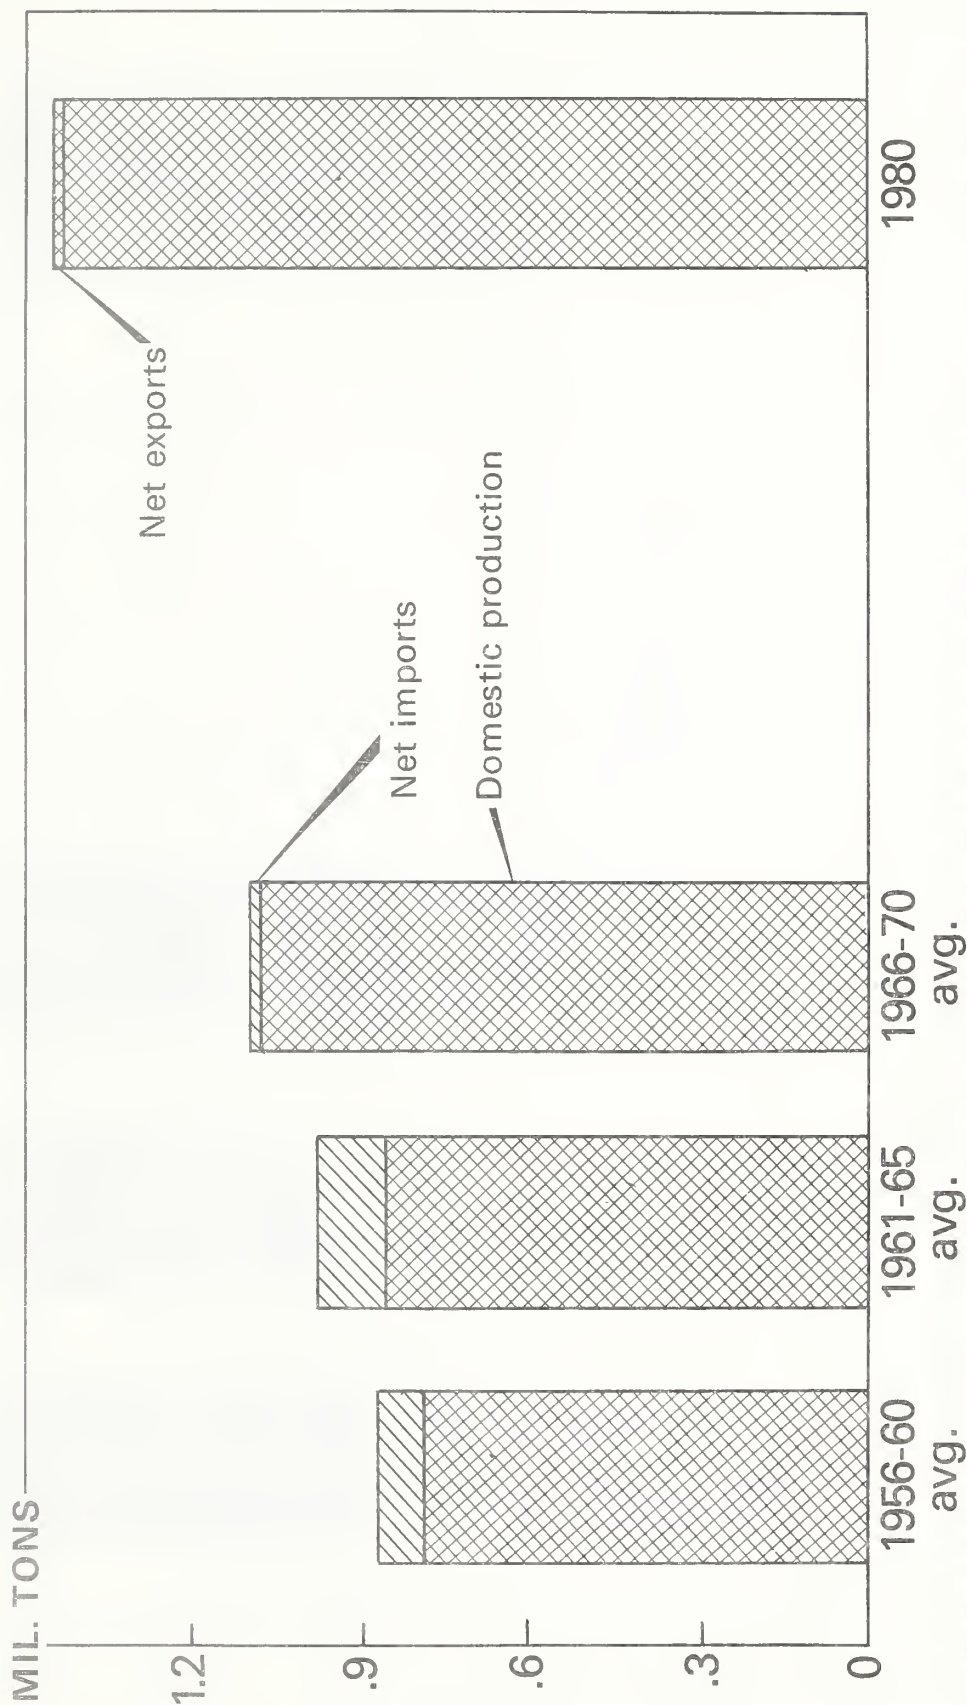 MIL. TONS
1.2
.9
.6
.3
0
Net exports
Net imports
Domestic production
1956-60
avg.
1961-65
avg.
1966-70
avg.
1980